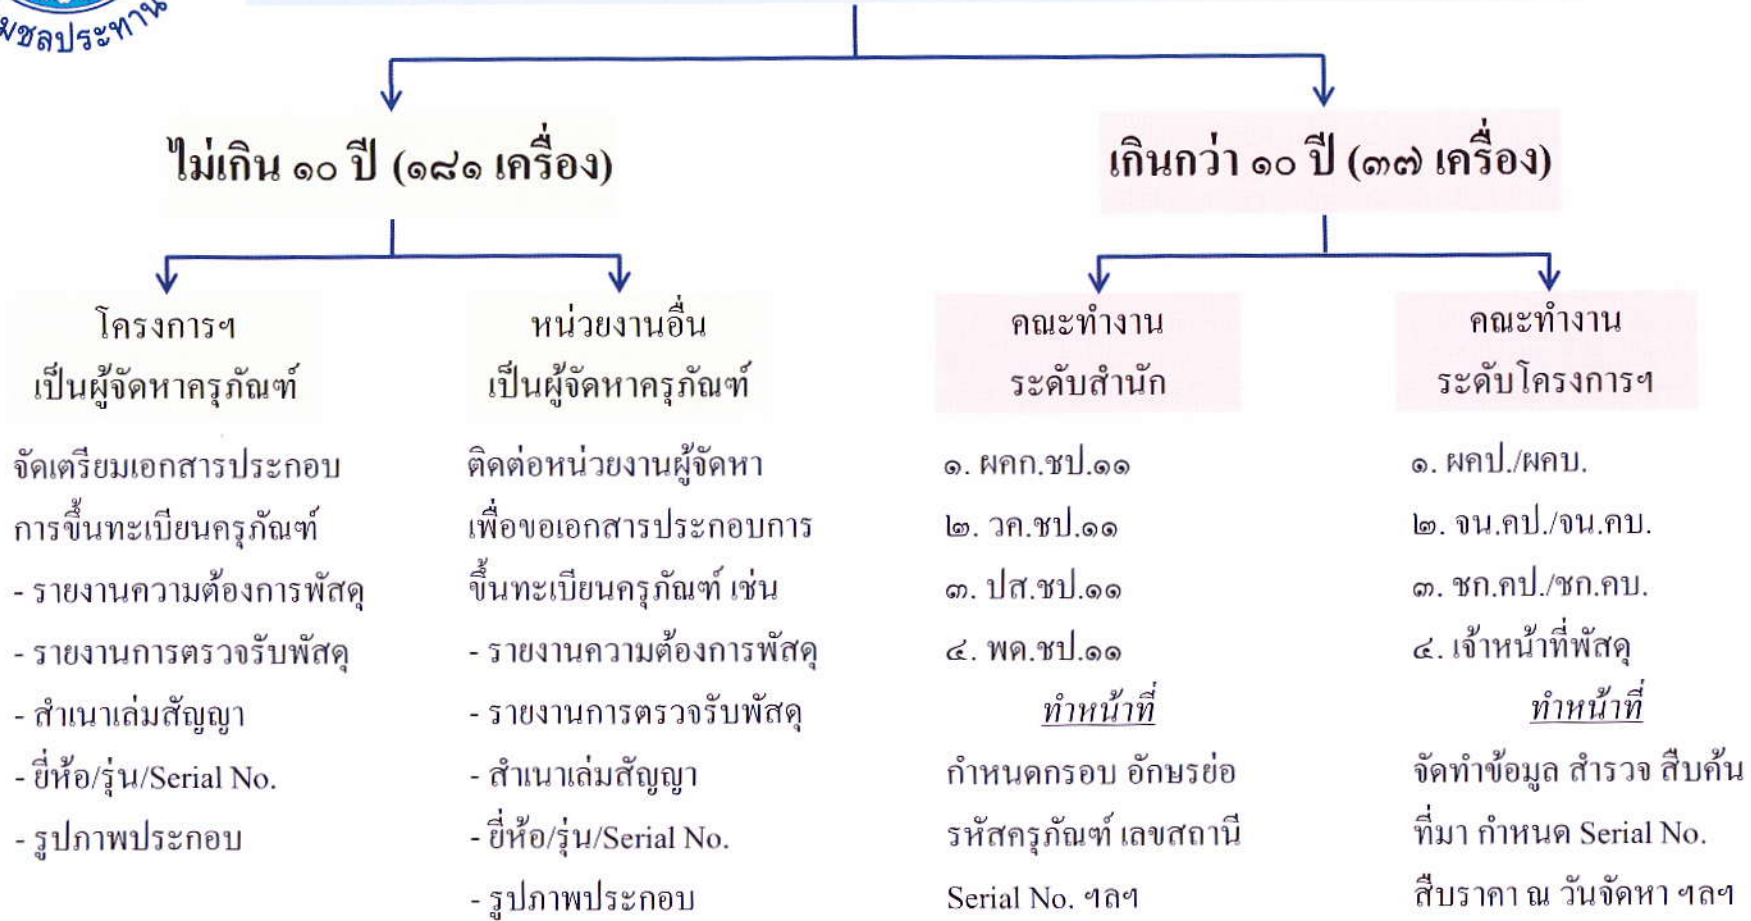 มชลประทาน
ไม่เกิน ๑๐ ปี (๑๘๑ เครื่อง)
เกินกว่า ๑๐ ปี (๓๗ เครื่อง)
โครงการฯ
เป็นผู้จัดหาครุภัณฑ์
จัดเตรียมเอกสารประกอบ
การขึ้นทะเบียนครุภัณฑ์
- รายงานความต้องการพัสดุ
- รายงานการตรวจรับพัสดุ
- สำเนาเล่มสัญญา
- ยี่ห้อ/รุ่น/Serial No.
- รูปภาพประกอบ
หน่วยงานอื่น
เป็นผู้จัดหาครุภัณฑ์
ติดต่อหน่วยงานผู้จัดหา
เพื่อขอเอกสารประกอบการ
ขึ้นทะเบียนครุภัณฑ์ เช่น
- รายงานความต้องการพัสดุ
- รายงานการตรวจรับพัสดุ
- สำเนาเล่มสัญญา
- ยี่ห้อ/รุ่น/Serial No.
- รูปภาพประกอบ
คณะทำงาน
ระดับสำนัก
๑. ผคก.ชป.๑๑
๒. วค.ชป.๑๑
๓. ปส.ชป.๑๑
๔. พด.ชป.๑๑
ทำหน้าที่
กำหนดกรอบ อักษรย่อ
รหัสครุภัณฑ์ เลขสถานี
Serial No. ฯลฯ
คณะทำงาน
ระดับโครงการฯ
๑. ผคป./ผคบ.
๒. จน.คป./จน.คบ.
๓. ชก.คป./ชก.คบ.
๔. เจ้าหน้าที่พัสดุ
ทำหน้าที่
จัดทำข้อมูล สำรวจ สืบค้น
ที่มา กำหนด Serial No.
สืบราคา ณ วันจัดหา ฯลฯ